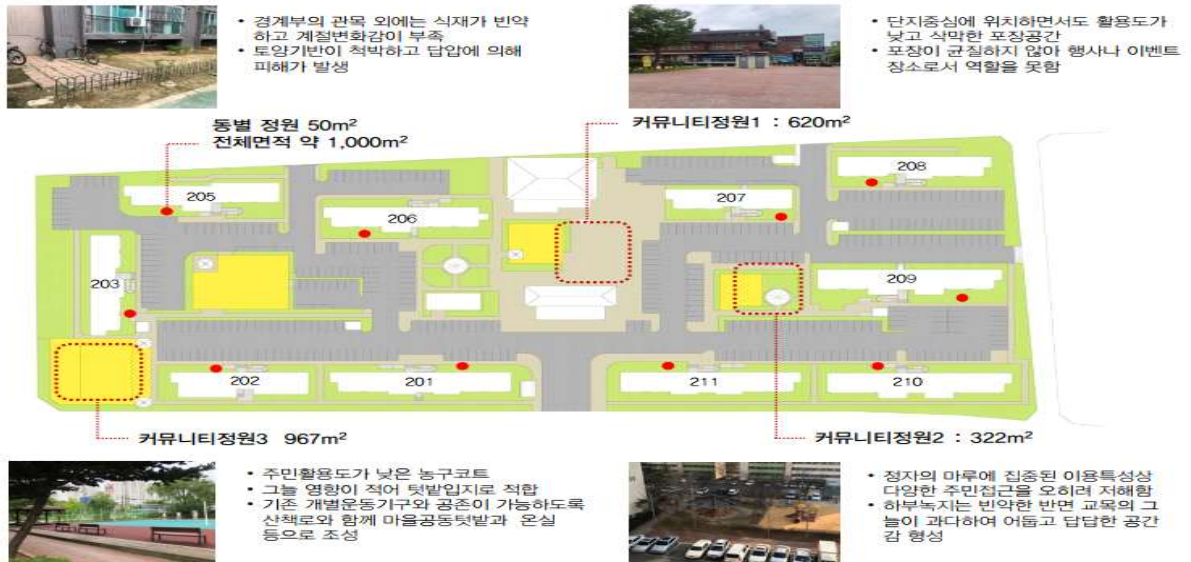 • 경계부의 관목 외에는 식재가 빈약
하고 계절변화감이 부족
• 토양기반이 척박하고 답압에 의해
피해가 발생
• 단지중심에 위치하면서도 활용도가
낮고 삭막한 포장공간
• 포장이 균질하지 않아 행사나 이벤트
장소로서 역할을 못함
동별 정원 50m²
전체면적 약 1,000m²
커뮤니티정원1 : 620m²
205
206
207
208
203
209
202
201
211
210
커뮤니티정원3 967m²
커뮤니티정원2 : 322m²
• 주민활용도가 낮은 농구코트
• 그늘 영향이 적어 텃밭입지로 적합
• 기존 개별운동기구와 공존이 가능하도록
산책로와 함께 마을공동텃밭과 온실
등으로 조성
• 정자의 마루에 집중된 이용특성상
다양한 주민접근을 오히려 저해함
• 하부녹지는 빈약한 반면 교목의 그
늘이 과다하여 어둡고 답답한 공간
감 형성